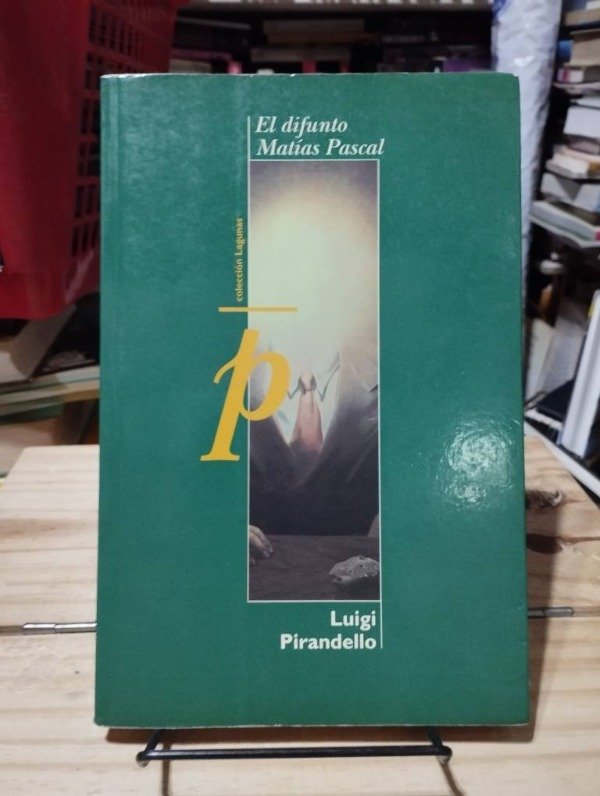 El difunto
Matías Pascal
colección Lagunas
p
Luigi
Pirandello